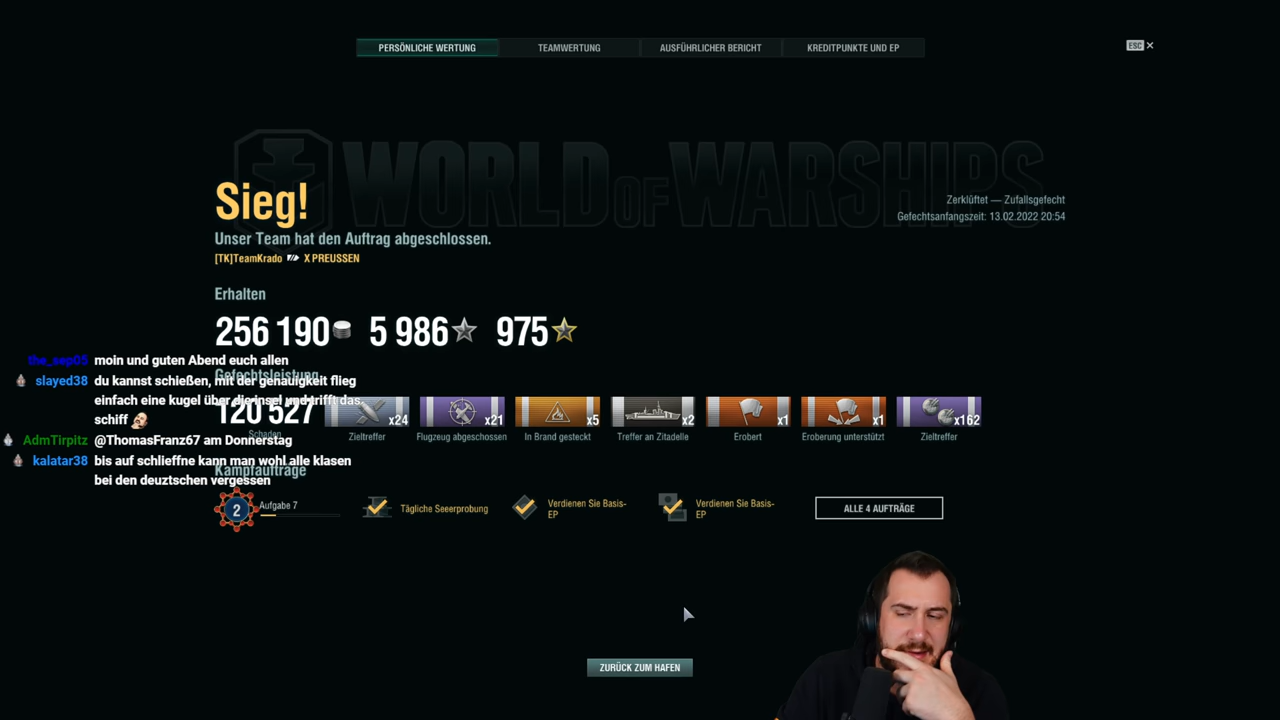 PERSÖNLICHE WERTUNG
TEAMWERTUNG
AUSFÜHRLICHER BERICHT
KREDITPUNKTE UND EP
ESC
WORLD OF WARSHIPS
Sieg!
Zerklüftet — Zufallsgefecht
Gefechtsanfangszeit: 13.02.2022 20:54
Unser Team hat den Auftrag abgeschlossen.
[TK]TeamKrado X PREUSSEN
Erhalten
256 190 5 986 975
the_sep05 moin und guten Abend euch allen
Gefechtsleistung
slayed38 du kannst schießen, mit der genauigkeit flieg
einfach eine kugel über die insel und trifft das
schiff
120 527
x24
x21
x5
x2
x1
x1
x162
Schaden
Zieltreffer
Flugzeug abgeschossen
In Brand gesteckt
Treffer an Zitadelle
Erobert
Eroberung unterstützt
Zieltreffer
AdmTirpitz @ThomasFranz67 am Donnerstag
kalatar38 bis auf schlieffne kann man wohl alle klasen
bei den deuztschen vergessen
Kampfaufträge
2
Aufgabe 7
Tägliche Seeerprobung
Verdienen Sie Basis-
EP
Verdienen Sie Basis-
EP
ALLE 4 AUFTRÄGE
ZURÜCK ZUM HAFEN